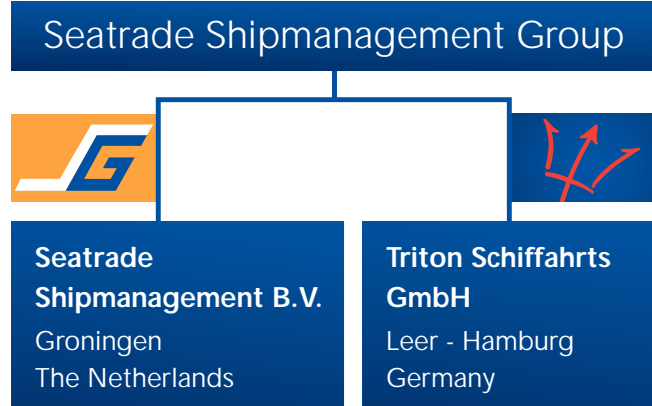 Seatrade Shipmanagement Group
G
Seatrade
Shipmanagement B.V.
Groningen
The Netherlands
Triton Schiffahrts
GmbH
Leer - Hamburg
Germany